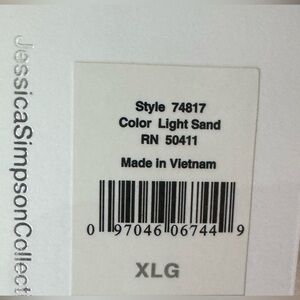 JessicaSimpsonCollect
Style 74817
Color Light Sand
RN 50411
Made in Vietnam
0 97046 06744 9
XLG